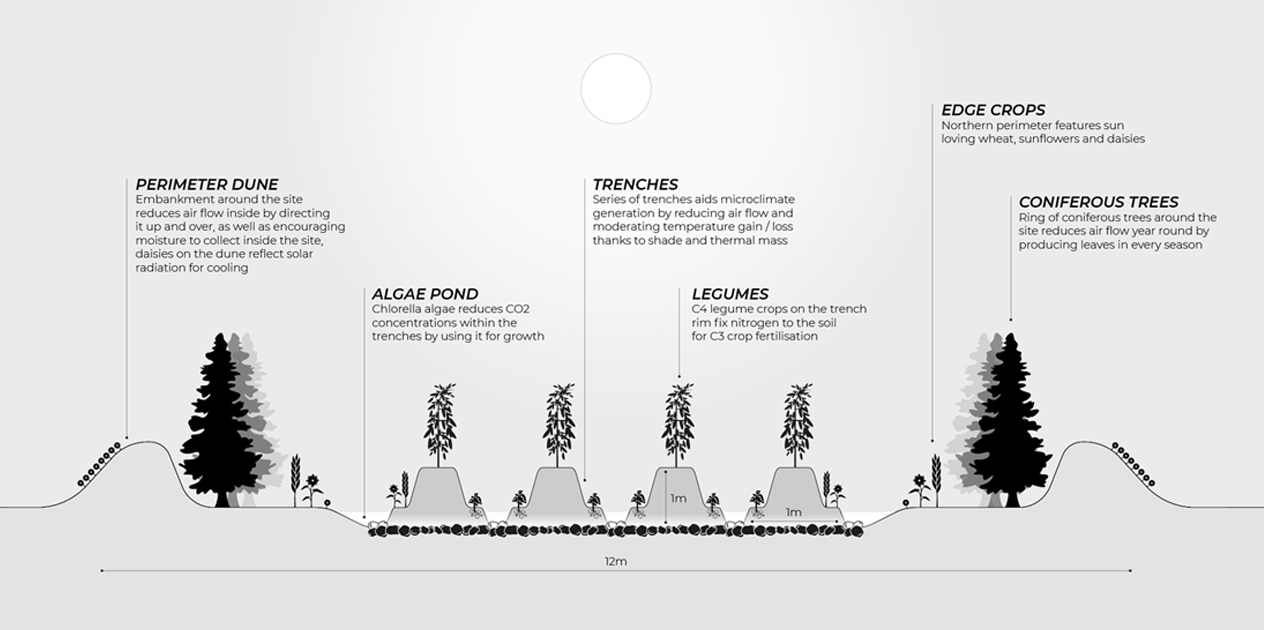 EDGE CROPS
Northern perimeter features sun
loving wheat, sunflowers and daisies
PERIMETER DUNE
Embankment around the site
reduces air flow inside by directing
it up and over, as well as encouraging
moisture to collect inside the site,
daisies on the dune reflect solar
radiation for cooling
TRENCHES
Series of trenches aids microclimate
generation by reducing air flow and
moderating temperature gain / loss
thanks to shade and thermal mass
CONIFEROUS TREES
Ring of coniferous trees around the
site reduces air flow year round by
producing leaves in every season
ALGAE POND
Chlorella algae reduces CO2
concentrations within the
trenches by using it for growth
LEGUMES
C4 legume crops on the trench
rim fix nitrogen to the soil
for C3 crop fertilisation
1m
1m
12m